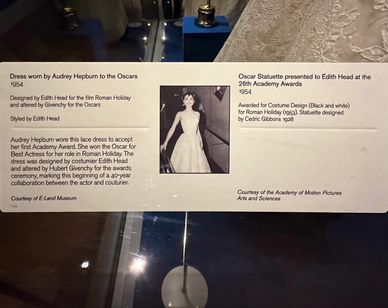 Dress worn by Audrey Hepburn to the Oscars
1954
Designed by Edith Head for the film Roman Holiday
and altered by Givenchy for the Oscars
Styled by Edith Head
Audrey Hepburn wore this lace dress to accept
her first Academy Award. She won the Oscar for
Best Actress for her role in Roman Holiday. The
dress was designed by costumier Edith Head
and altered by Hubert Givenchy for the awards
ceremony, marking this beginning of a 40-year
collaboration between the actor and couturier.
Courtesy of E-Land Museum
Oscar Statuette presented to Edith Head at the
26th Academy Awards
1954
Awarded for Costume Design (Black and white)
for Roman Holiday (1953). Statuette designed
by Cedric Gibbons 1928
Courtesy of the Academy of Motion Pictures
Arts and Sciences